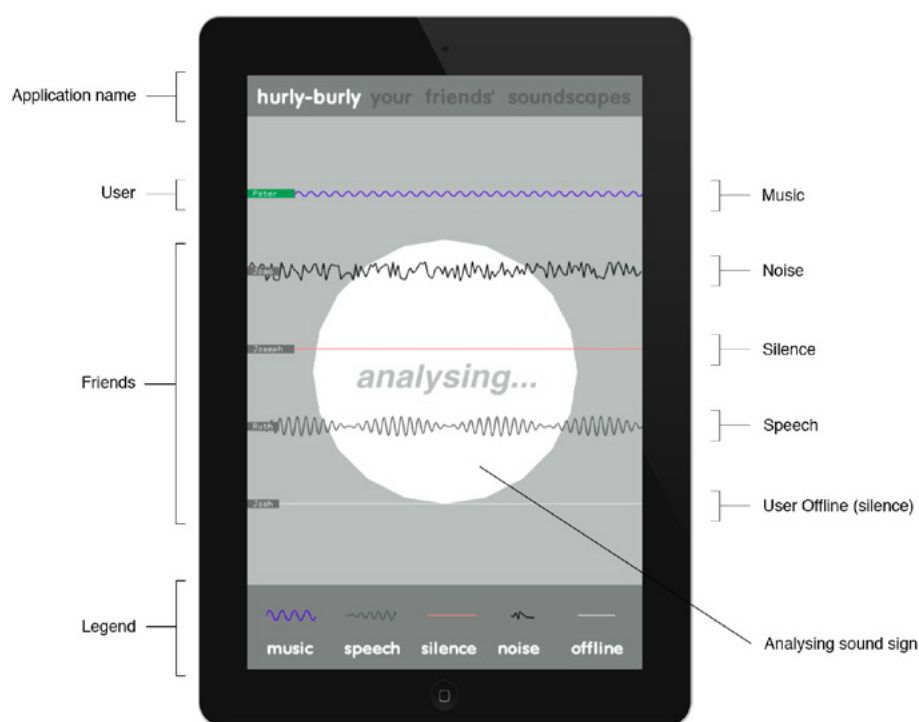 Application name
hurly-burly your friends' soundscapes
User
Peter
Music
Noise
Joseph
Silence
Friends
analysing...
Ruth
Speech
Josh
User Offline (silence)
Legend
music speech silence noise offline
Analysing sound sign